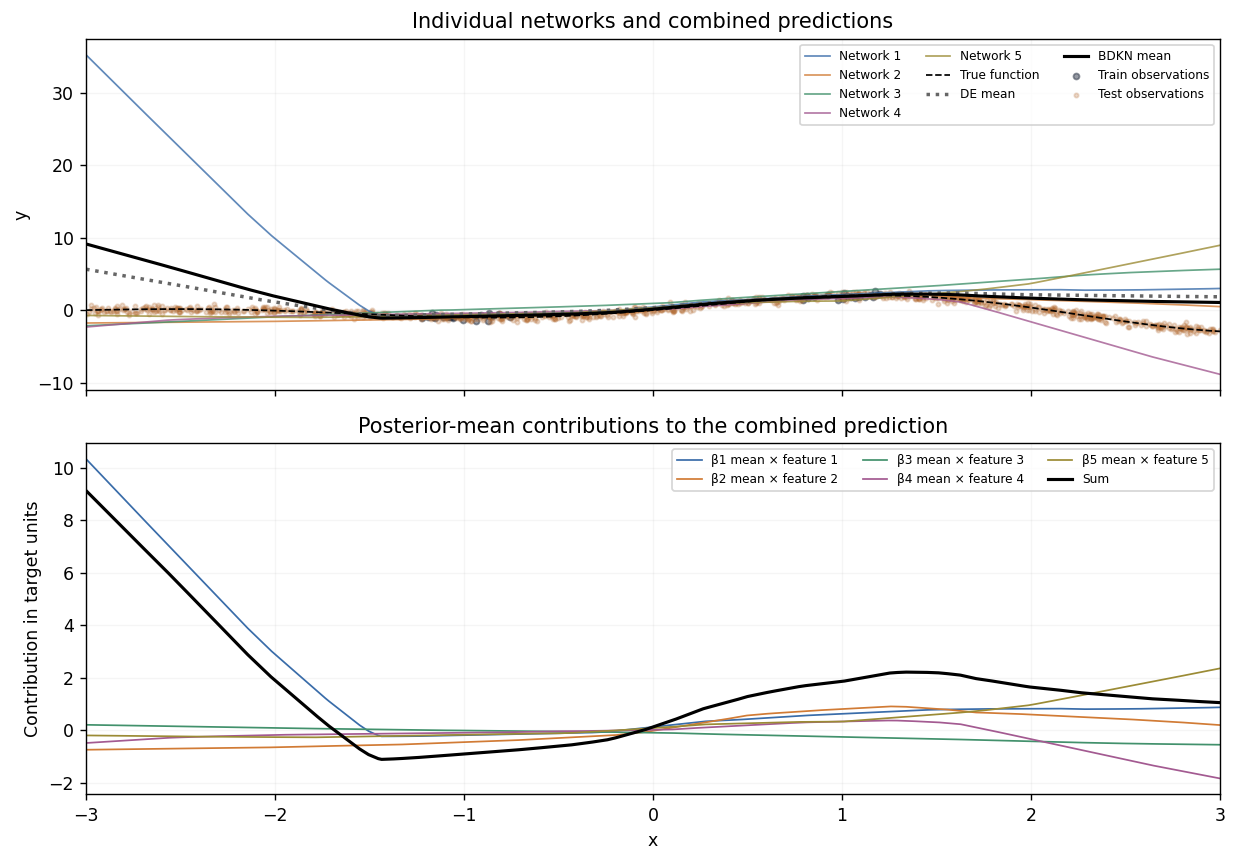 Individual networks and combined predictions
Network 1
Network 2
Network 3
Network 4
Network 5
True function
DE mean
BDKN mean
Train observations
Test observations
30
20
10
0
−10
y
Posterior-mean contributions to the combined prediction
β1 mean × feature 1
β2 mean × feature 2
β3 mean × feature 3
β4 mean × feature 4
β5 mean × feature 5
Sum
10
8
6
4
2
0
−2
Contribution in target units
−3
−2
−1
0
1
2
3
x